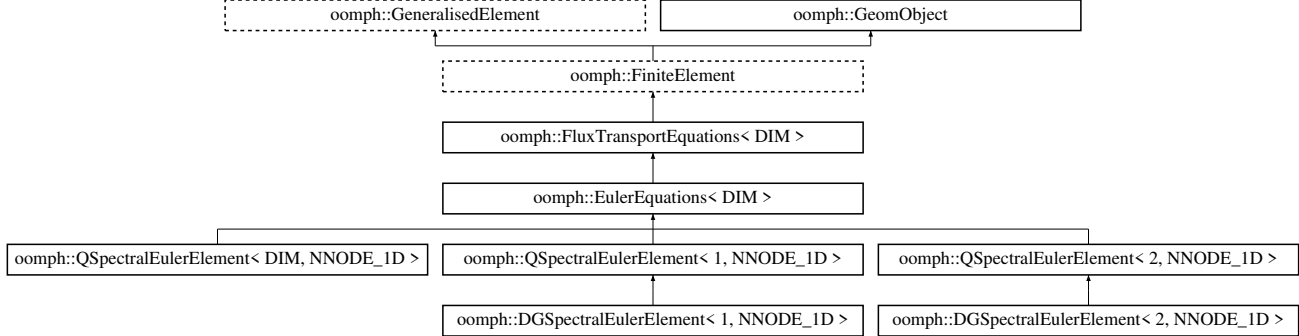 oomph::GeneralisedElement
oomph::GeomObject
oomph::FiniteElement
oomph::FluxTransportEquations< DIM >
oomph::EulerEquations< DIM >
oomph::QSpectralEulerElement< DIM, NNODE_1D >
oomph::QSpectralEulerElement< 1, NNODE_1D >
oomph::QSpectralEulerElement< 2, NNODE_1D >
oomph::DGSpectralEulerElement< 1, NNODE_1D >
oomph::DGSpectralEulerElement< 2, NNODE_1D >